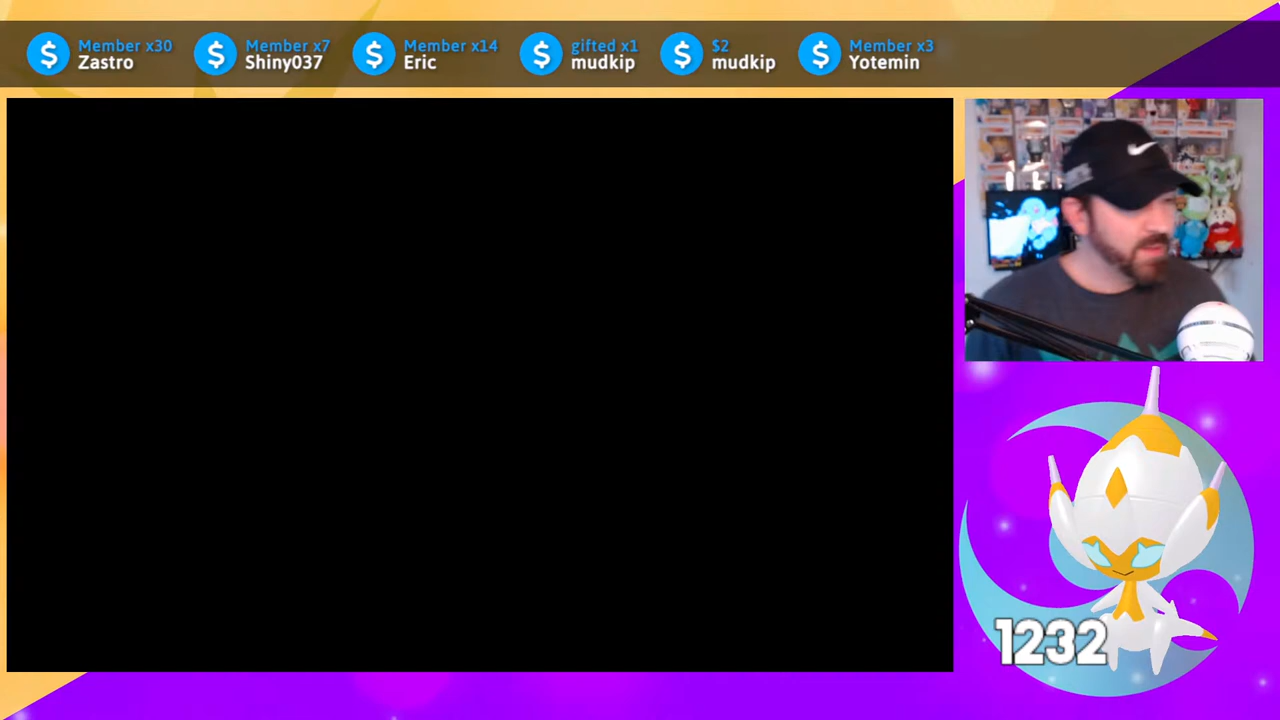 Member x30
Zastro
Member x7
Shiny037
Member x14
Eric
gifted x1
mudkip
$2
mudkip
Member x3
Yotemin
1232